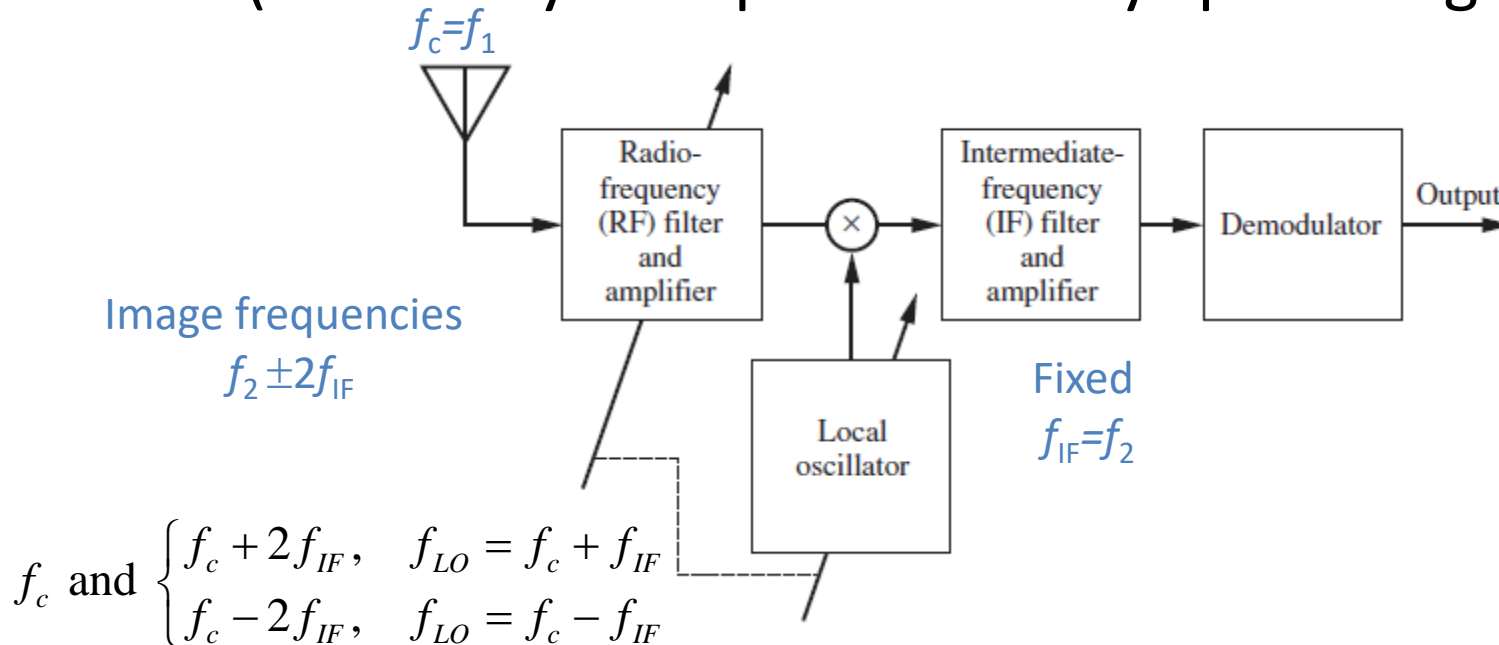 f_c=f_1
Radio-
frequency
(RF) filter
and
amplifier
×
Intermediate-
frequency
(IF) filter
and
amplifier
Demodulator
Output
Image frequencies
f_2 ±2f_IF
Local
oscillator
Fixed
f_IF=f_2
f_c and { f_c + 2f_IF , f_LO = f_c + f_IF
f_c − 2f_IF , f_LO = f_c − f_IF